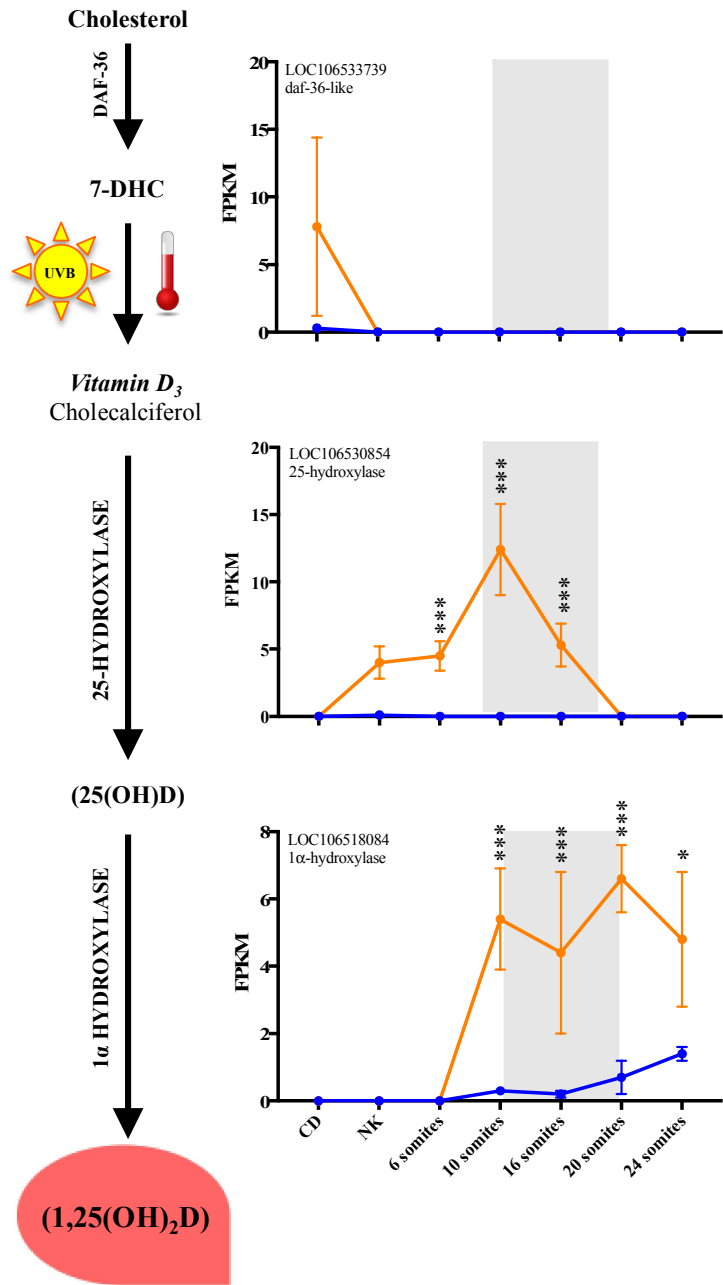 Cholesterol
DAF-36
7-DHC
UVB
Vitamin D₃
Cholecalciferol
25-HYDROXYLASE
(25(OH)D)
1α HYDROXYLASE
(1,25(OH)₂D)
LOC106533739
daf-36-like
FPKM
20
15
10
5
0
LOC106530854
25-hydroxylase
FPKM
20
15
10
5
0
***
***
***
LOC106518084
1α-hydroxylase
FPKM
8
6
4
2
0
***
***
***
*
CD
NK
6 somites
10 somites
16 somites
20 somites
24 somites